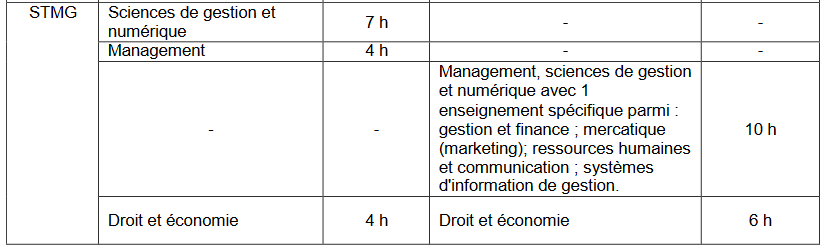 STMG
Sciences de gestion et
numérique
7 h
-
-
Management
4 h
-
-
-
-
Management, sciences de gestion
et numérique avec 1
enseignement spécifique parmi :
gestion et finance ; mercatique
(marketing); ressources humaines
et communication ; systèmes
d'information de gestion.
10 h
Droit et économie
4 h
Droit et économie
6 h